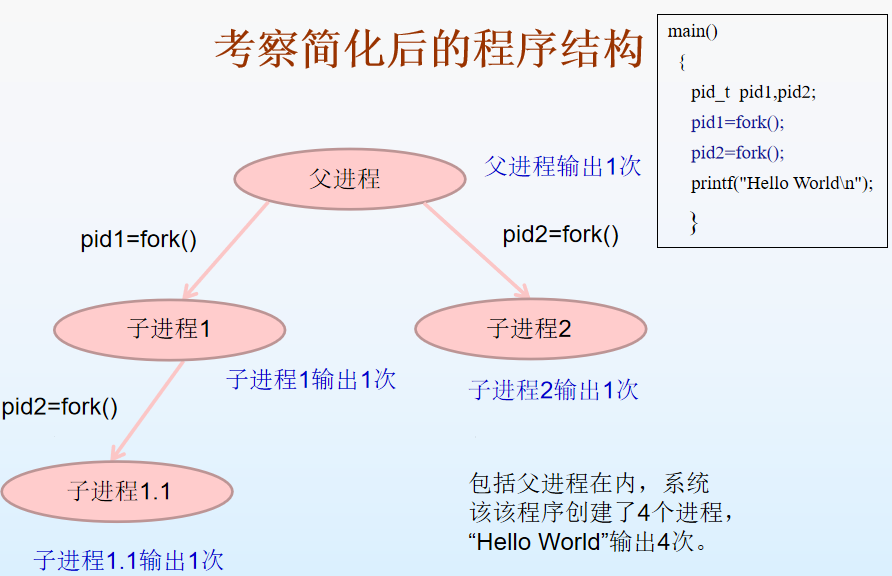 考察简化后的程序结构
main()
{
pid_t pid1,pid2;
pid1=fork();
pid2=fork();
printf("Hello World\n");
}
父进程
父进程输出1次
pid1=fork()
pid2=fork()
子进程1
子进程2
子进程1输出1次
子进程2输出1次
pid2=fork()
子进程1.1
子进程1.1输出1次
包括父进程在内，系统
该该程序创建了4个进程，
“Hello World”输出4次。